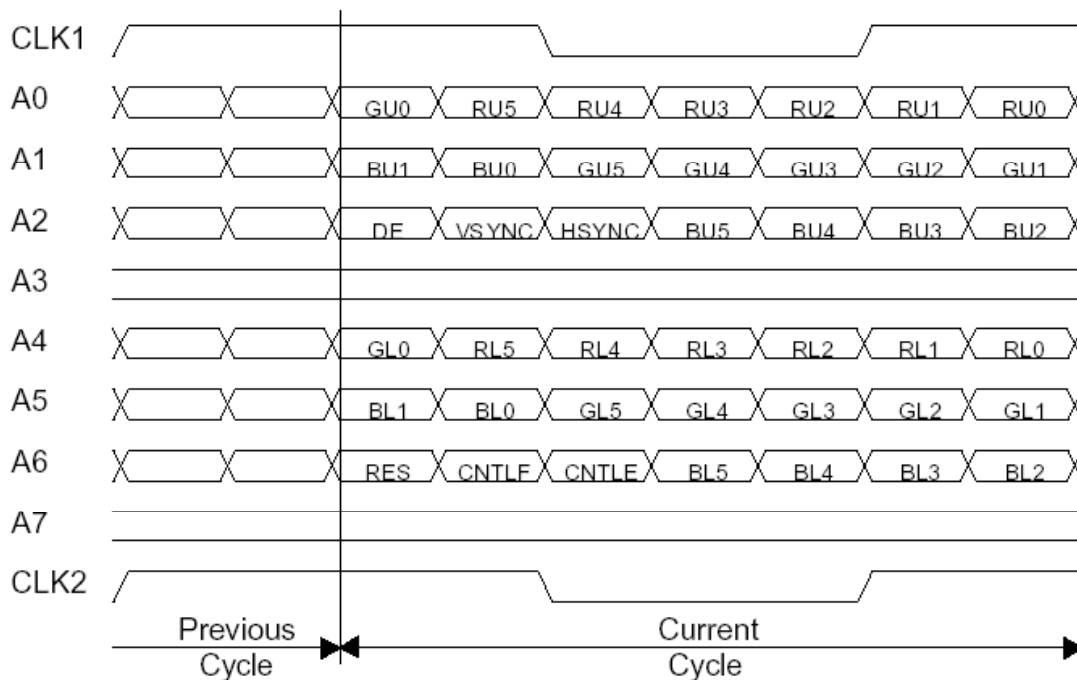 CLK1
A0 GU0 RU5 RU4 RU3 RU2 RU1 RU0
A1 BU1 BU0 GU5 GU4 GU3 GU2 GU1
A2 DE VSYNC HSYNC BU5 BU4 BU3 BU2
A3
A4 GL0 RL5 RL4 RL3 RL2 RL1 RL0
A5 BL1 BL0 GL5 GL4 GL3 GL2 GL1
A6 RES CNTLF CNTLE BL5 BL4 BL3 BL2
A7
CLK2
Previous
Cycle
Current
Cycle